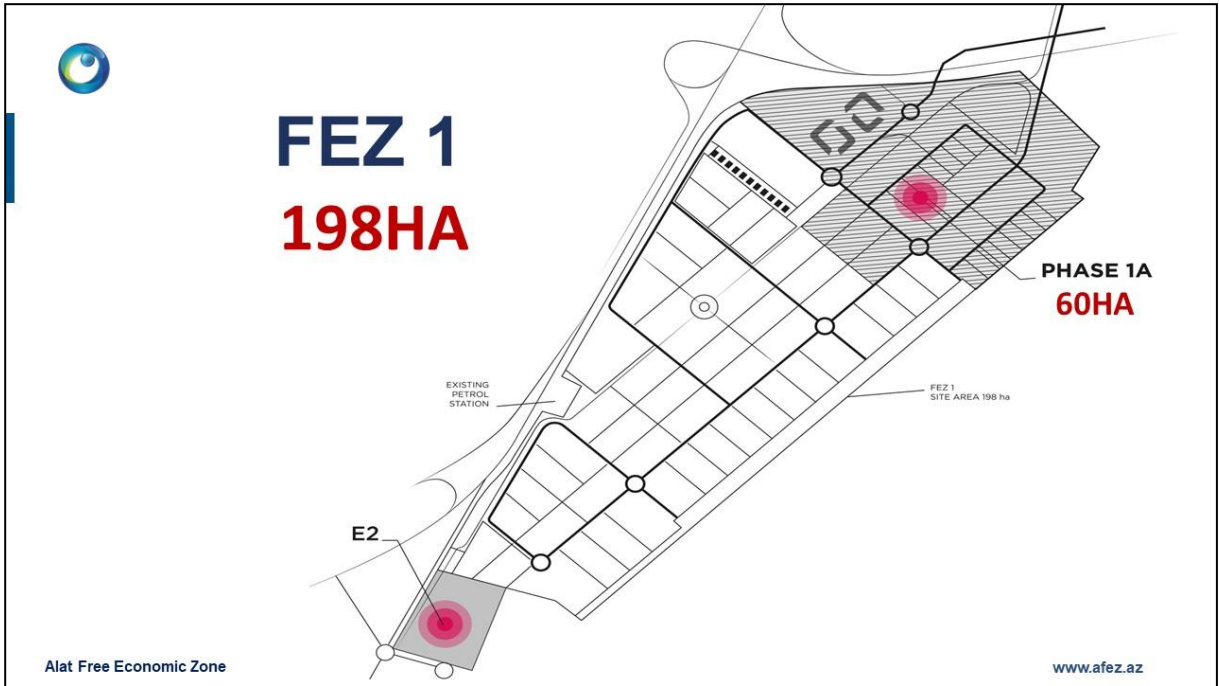 FEZ 1
198HA
PHASE 1A
60HA
EXISTING
PETROL
STATION
FEZ 1
SITE AREA 198 ha
E2
Alat Free Economic Zone
www.afez.az